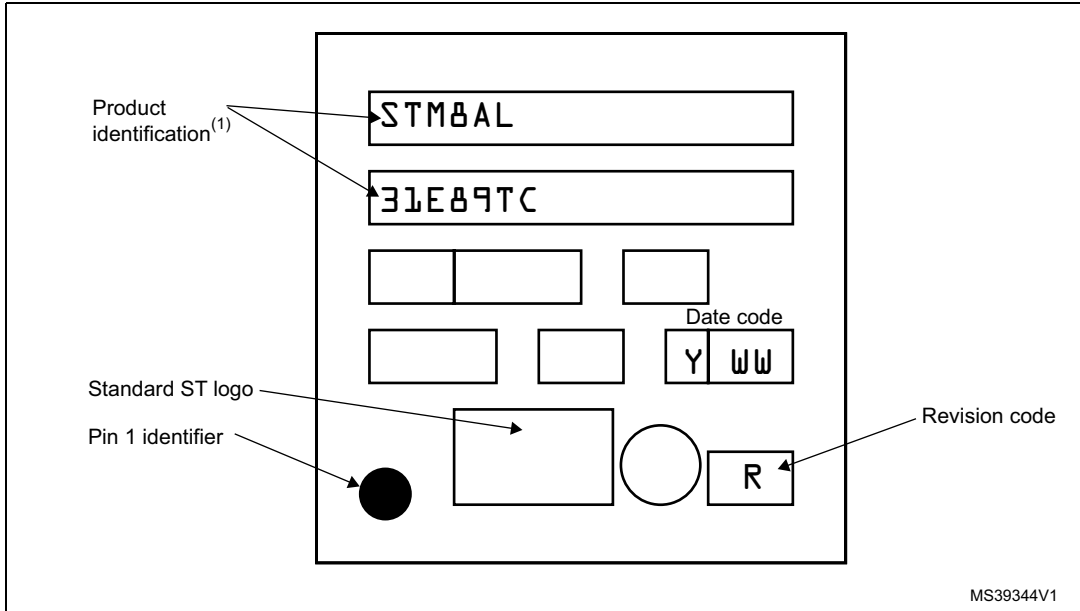 Product
identification(1)
STM8AL
31E89TC
Date code
Y WW
Standard ST logo
Pin 1 identifier
Revision code
R
MS39344V1